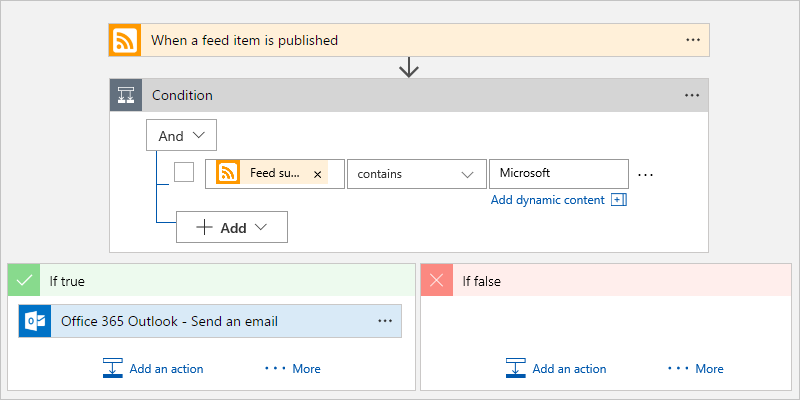 When a feed item is published
Condition
And
Feed su... x contains Microsoft
Add dynamic content
Add
If true
If false
Office 365 Outlook - Send an email
Add an action More
Add an action More